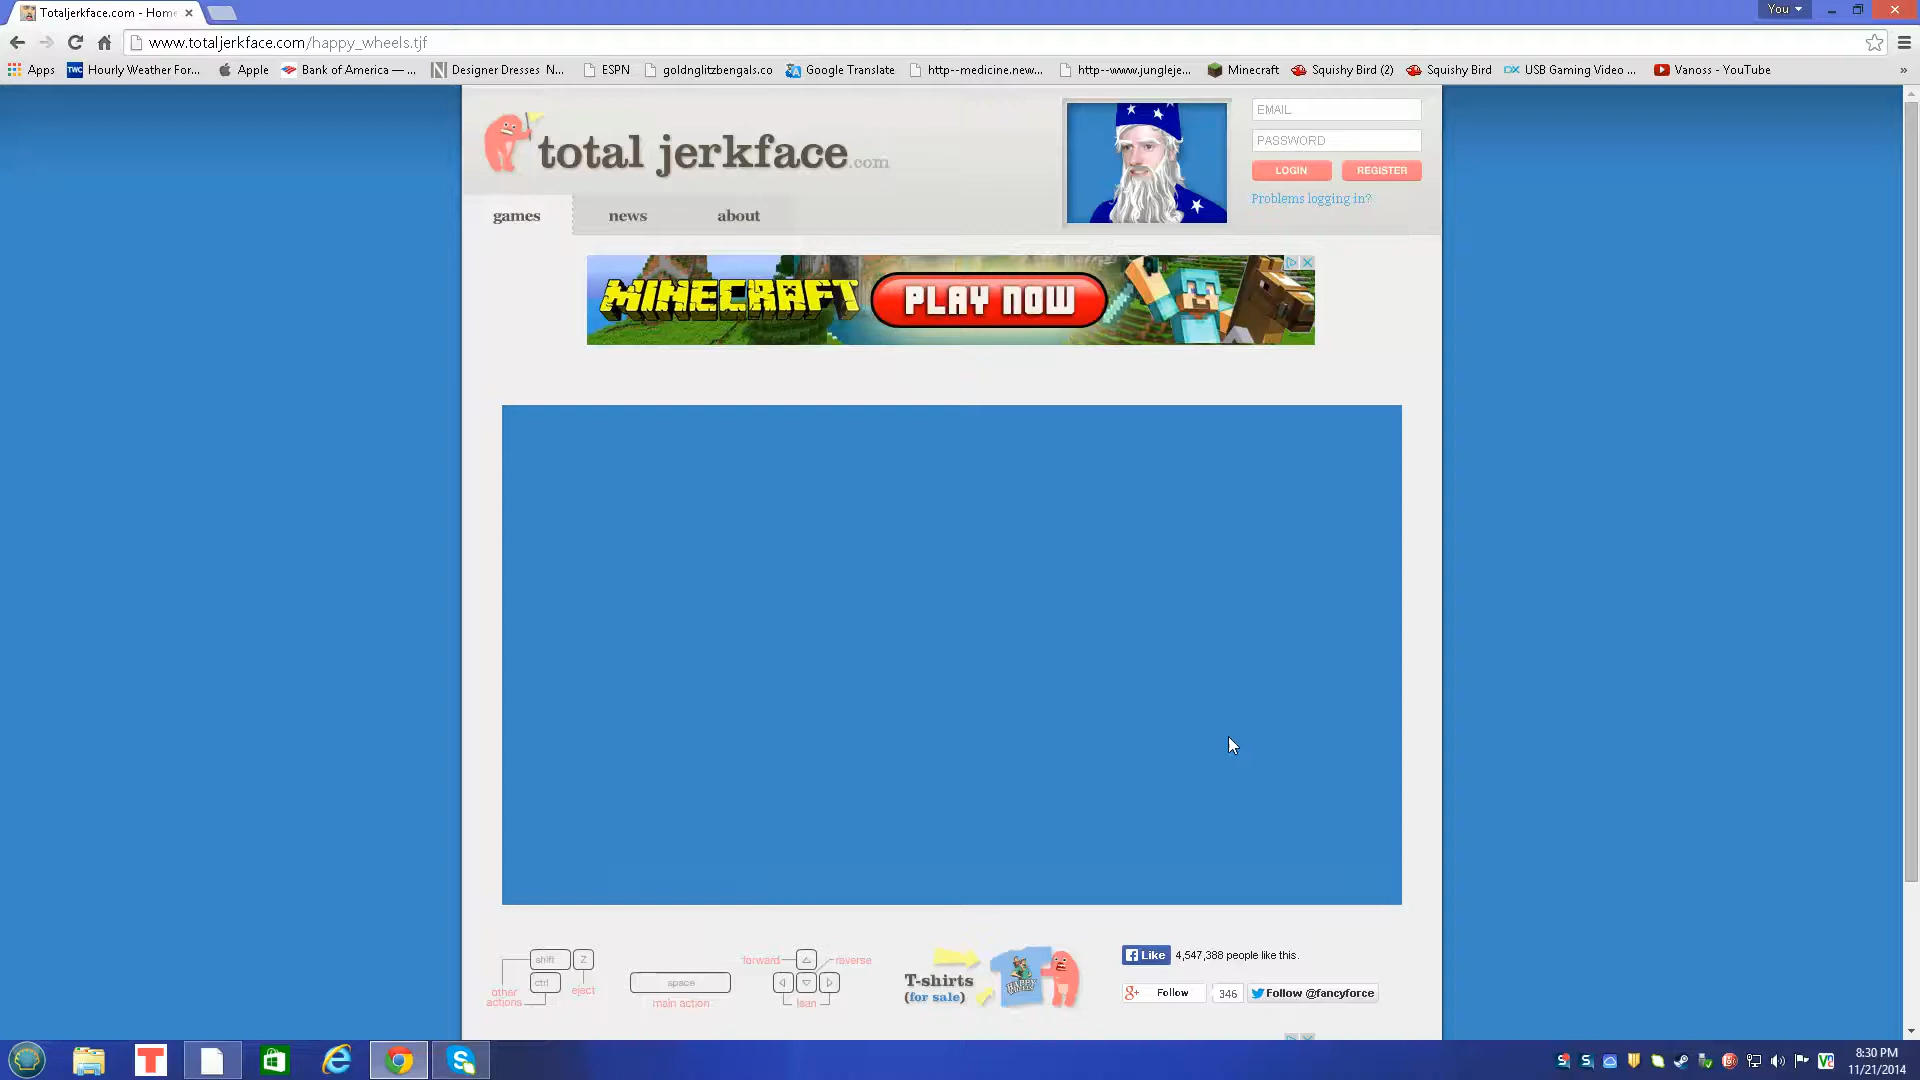 Totaljerkface.com - Home
You
www.totaljerkface.com/happy_wheels.tjf
Apps
TWC Hourly Weather For...
Apple
Bank of America — ...
N Designer Dresses N...
ESPN
goldnglitzbengals.co
Google Translate
http--medicine.new...
http--www.jungleje...
Minecraft
Squishy Bird (2)
Squishy Bird
DX USB Gaming Video ...
Vanoss - YouTube
»
total jerkface.com
EMAIL
PASSWORD
LOGIN REGISTER
Problems logging in?
games news about
MINECRAFT PLAY NOW
shift Z
ctrl
other
actions
eject
space
main action
forward reverse
lean
T-shirts
(for sale)
HAPPY
WHEELS
Like 4,547,388 people like this.
g+ Follow 346 Follow @fancyforce
8:30 PM
11/21/2014